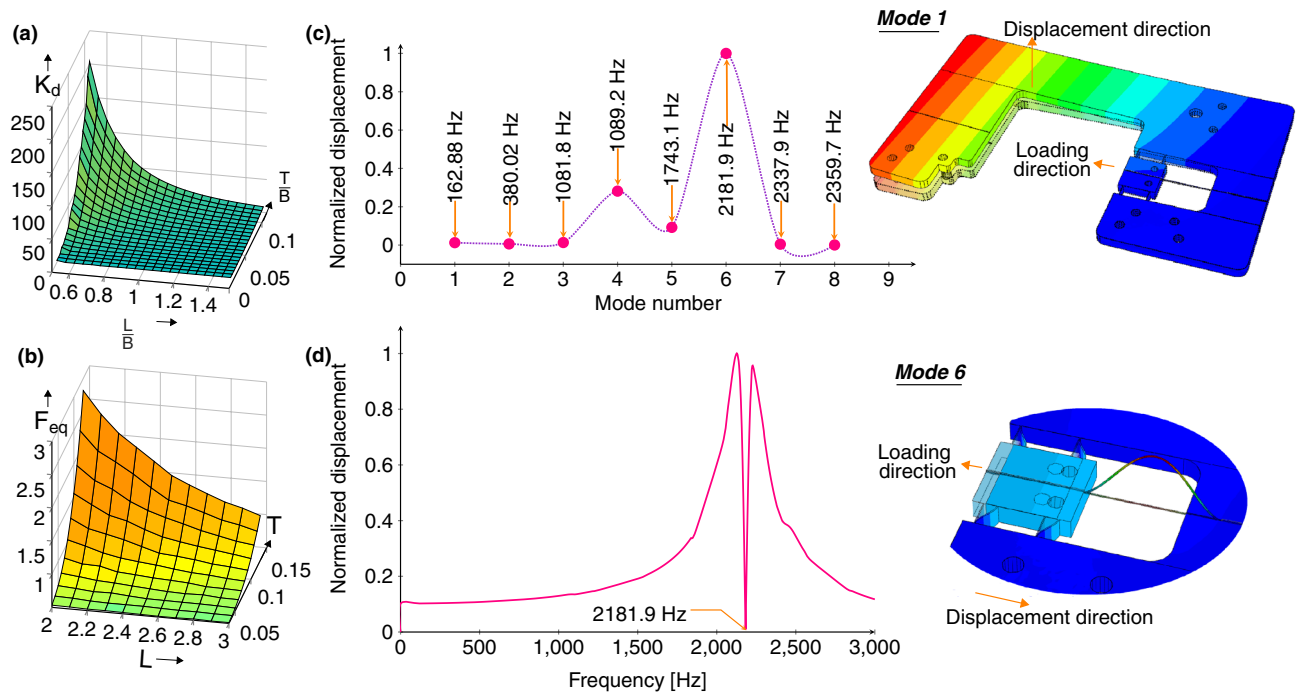 (a)
K_d
250
200
150
100
50
0
0.6
0.8
1
1.2
1.4
0
0.05
0.1
T
B
L
B
(b)
F_eq
3
2.5
2
1.5
1
2
2.2
2.4
2.6
2.8
3
0.05
0.1
0.15
T
L
(c)
Normalized displacement
1
0.8
0.6
0.4
0.2
0
162.88 Hz
380.02 Hz
1081.8 Hz
1089.2 Hz
1743.1 Hz
2181.9 Hz
2337.9 Hz
2359.7 Hz
0 1 2 3 4 5 6 7 8 9
Mode number
Mode 1
Displacement direction
Loading
direction
(d)
Normalized displacement
1
0.8
0.6
0.4
0.2
0
2181.9 Hz
0 500 1,000 1,500 2,000 2,500 3,000
Frequency [Hz]
Mode 6
Loading
direction
Displacement direction